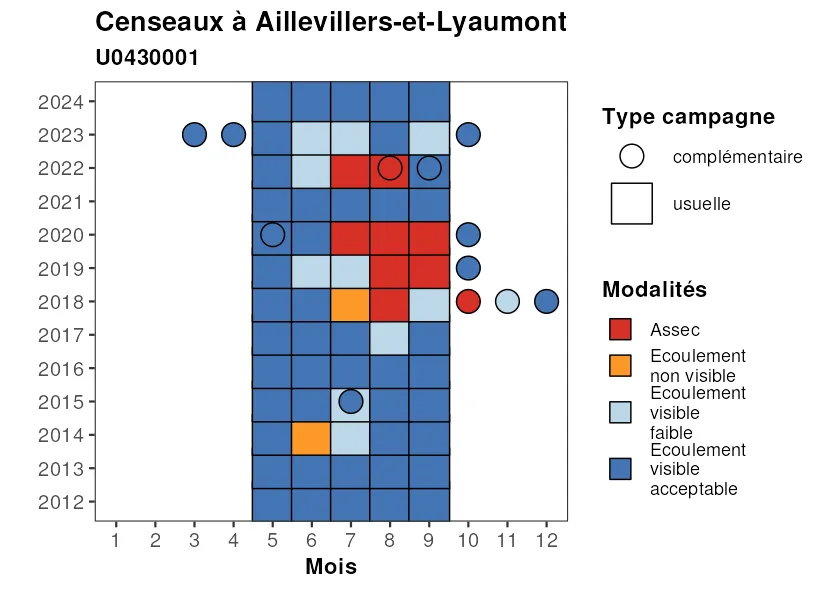 Censeaux à Aillevillers-et-Lyaumont
U0430001
2024
2023
2022
2021
2020
2019
2018
2017
2016
2015
2014
2013
2012
1 2 3 4 5 6 7 8 9 10 11 12
Mois
Type campagne
complémentaire
usuelle
Modalités
Assec
Ecoulement
non visible
Ecoulement
visible
faible
Ecoulement
visible
acceptable